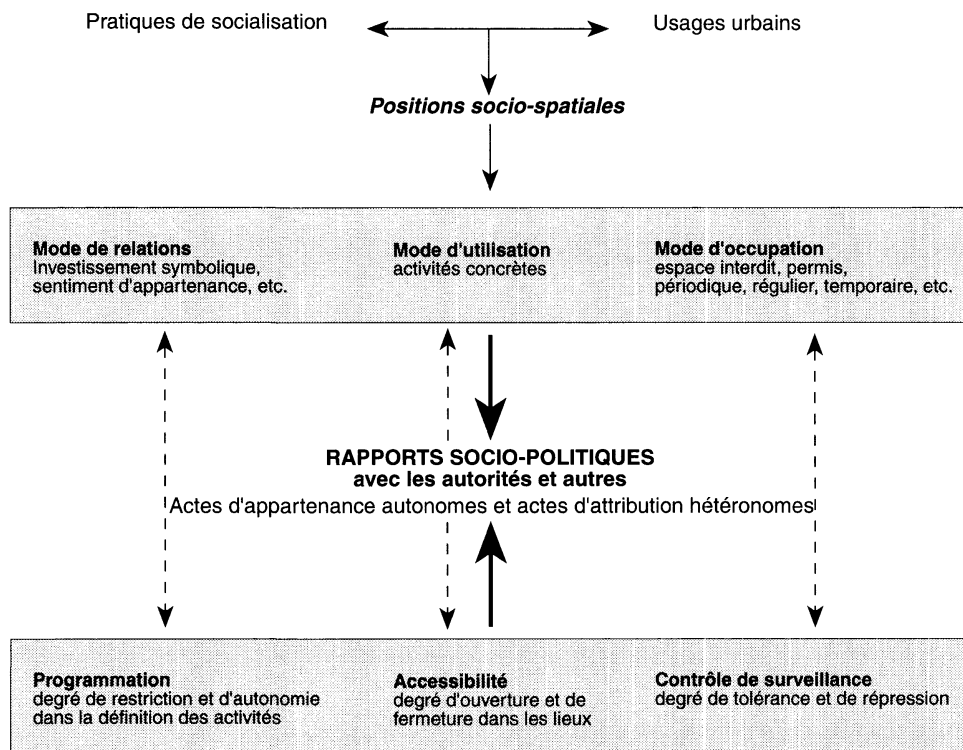 Pratiques de socialisation
Usages urbains
Positions socio-spatiales
Mode de relations
Investissement symbolique,
sentiment d'appartenance, etc.
Mode d'utilisation
activités concrètes
Mode d'occupation
espace interdit, permis,
périodique, régulier, temporaire, etc.
RAPPORTS SOCIO-POLITIQUES
avec les autorités et autres
Actes d'appartenance autonomes et actes d'attribution hétéronomes
Programmation
degré de restriction et d'autonomie
dans la définition des activités
Accessibilité
degré d'ouverture et de
fermeture dans les lieux
Contrôle de surveillance
degré de tolérance et de répression